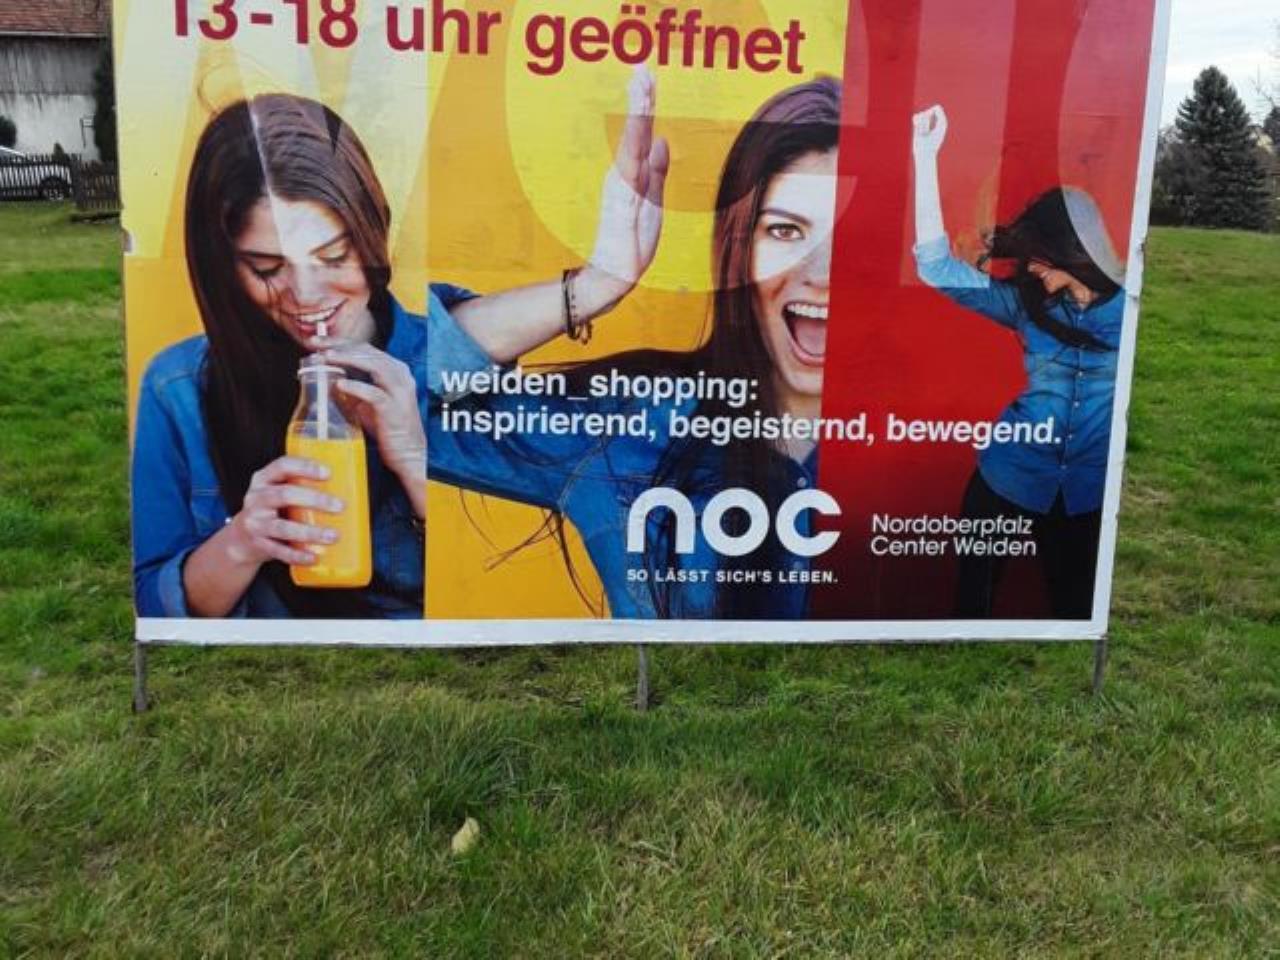 13-18 uhr geöffnet
weiden_shopping:
inspirierend, begeisternd, bewegend.
noc
Nordoberpfalz
Center Weiden
SO LÄSST SICH'S LEBEN.